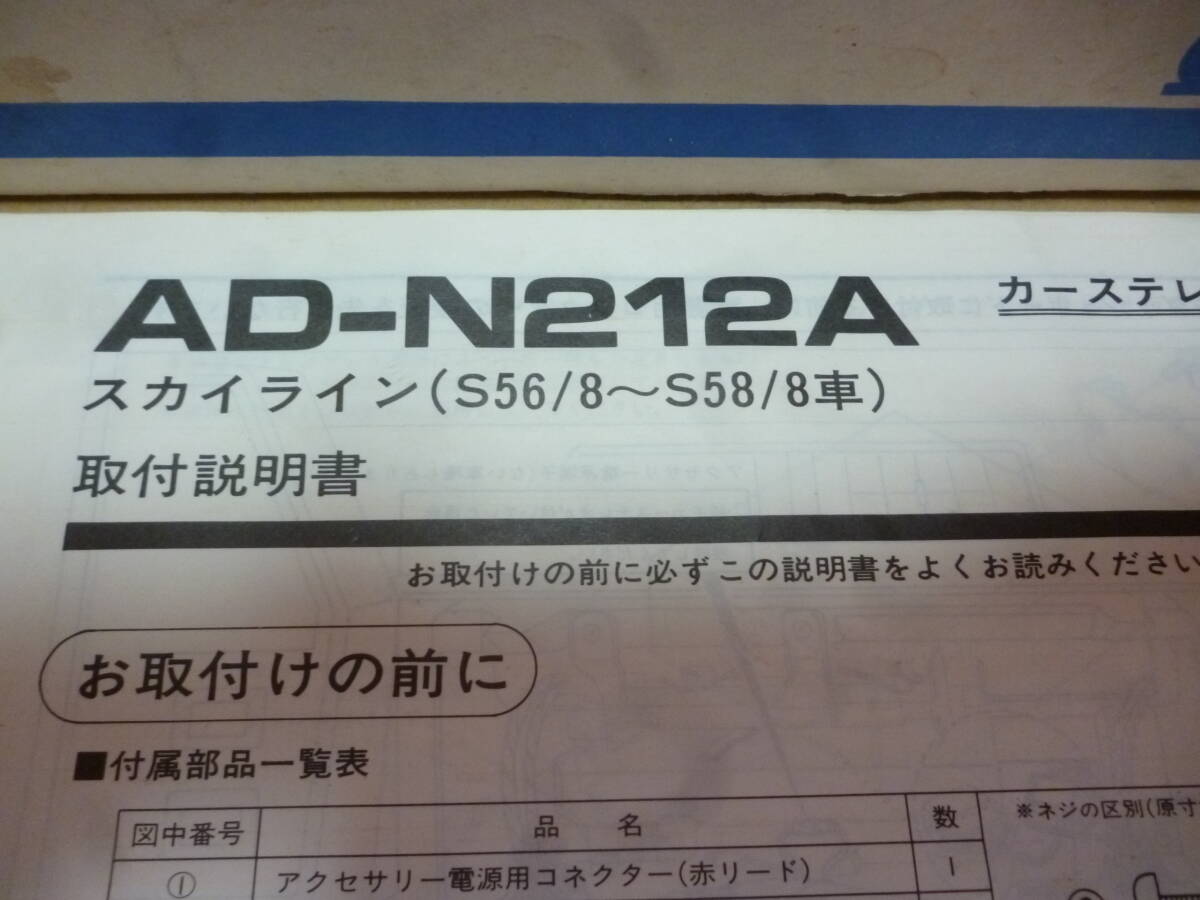 AD-N212A
カーステレ
スカイライン(S56/8〜S58/8車)
取付説明書
お取付けの前に必ずこの説明書をよくお読みください
お取付けの前に
■付属部品一覧表
図中番号 品 名 数 ※ネジの区別(原寸
① アクセサリー電源用コネクター(赤リード) 1